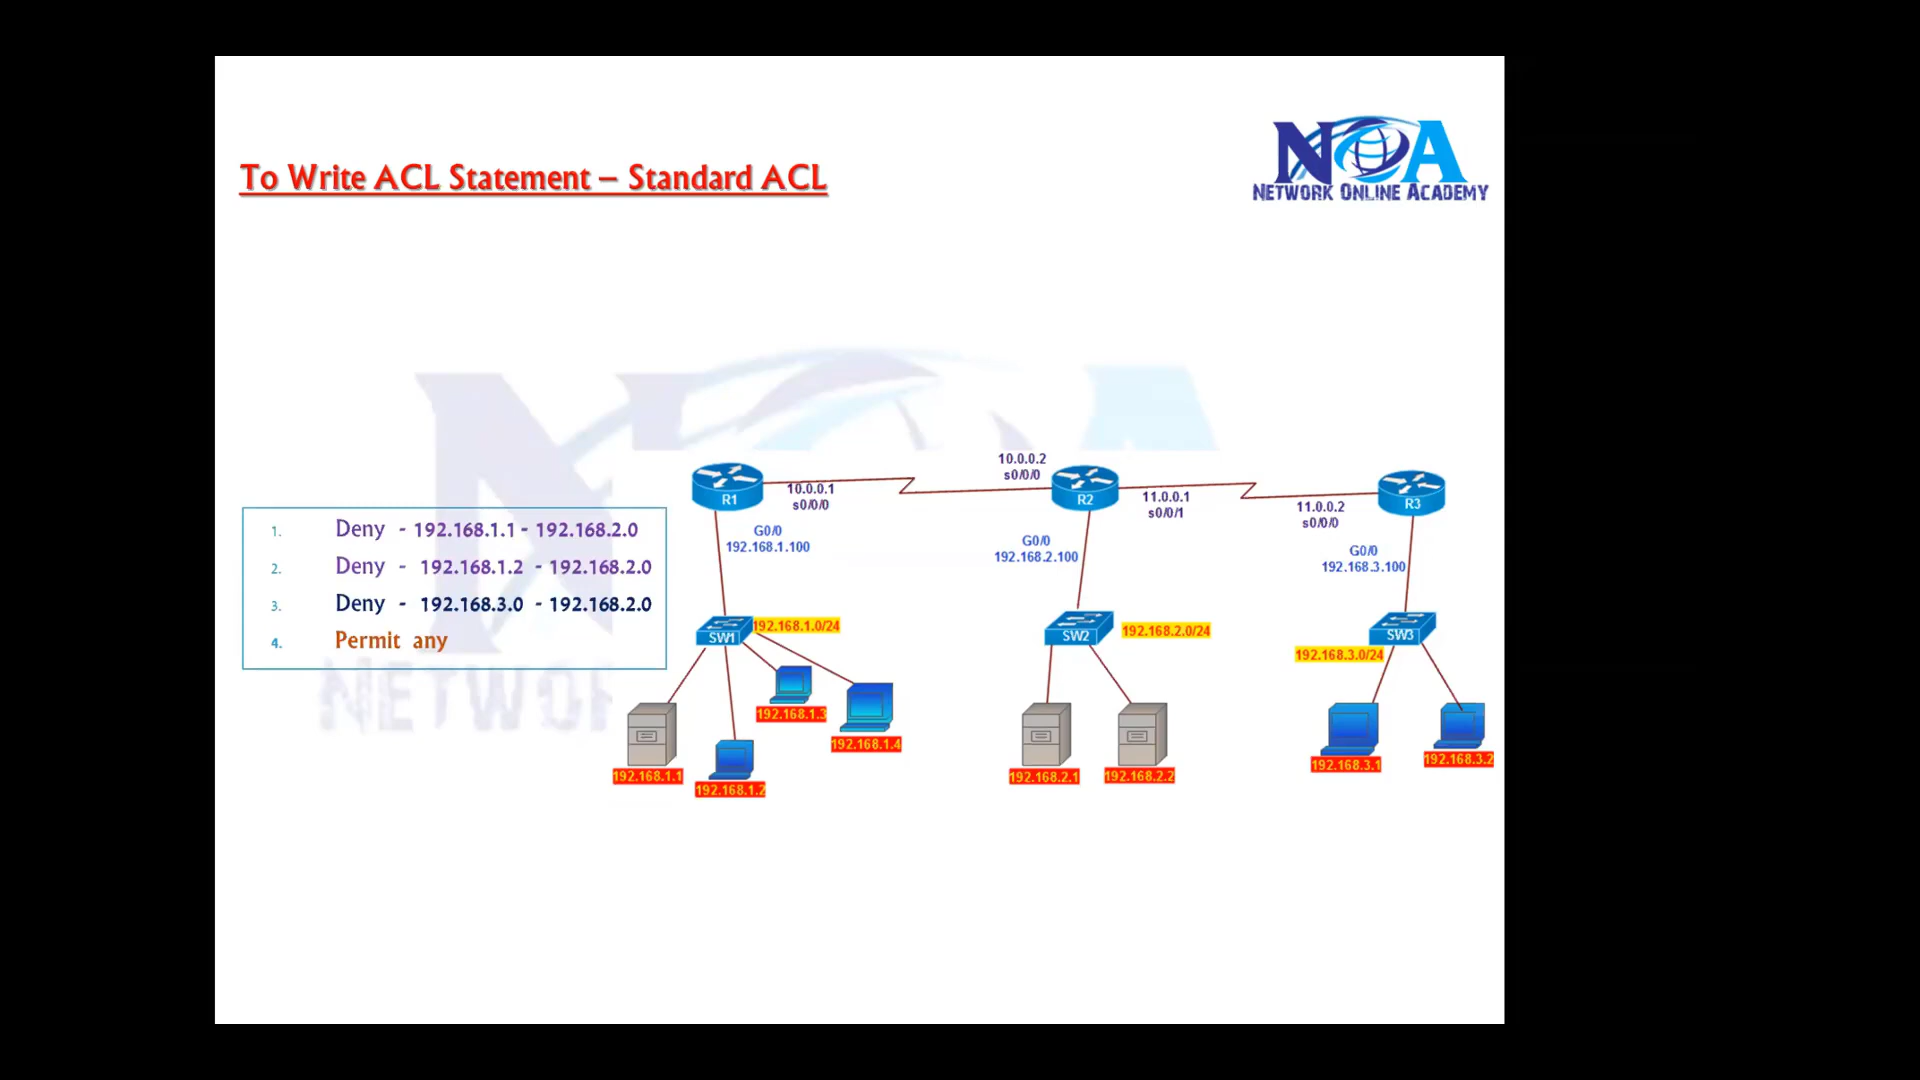 To Write ACL Statement – Standard ACL
NOA
NETWORK ONLINE ACADEMY
1. Deny - 192.168.1.1 - 192.168.2.0
2. Deny - 192.168.1.2 - 192.168.2.0
3. Deny - 192.168.3.0 - 192.168.2.0
4. Permit any
R1
10.0.0.1
s0/0/0
G0/0
192.168.1.100
SW1
192.168.1.0/24
192.168.1.1
192.168.1.2
192.168.1.3
192.168.1.4
10.0.0.2
s0/0/0
R2
11.0.0.1
s0/0/1
G0/0
192.168.2.100
SW2
192.168.2.0/24
192.168.2.1
192.168.2.2
11.0.0.2
s0/0/0
R3
G0/0
192.168.3.100
SW3
192.168.3.0/24
192.168.3.1
192.168.3.2
N A
NETWOR